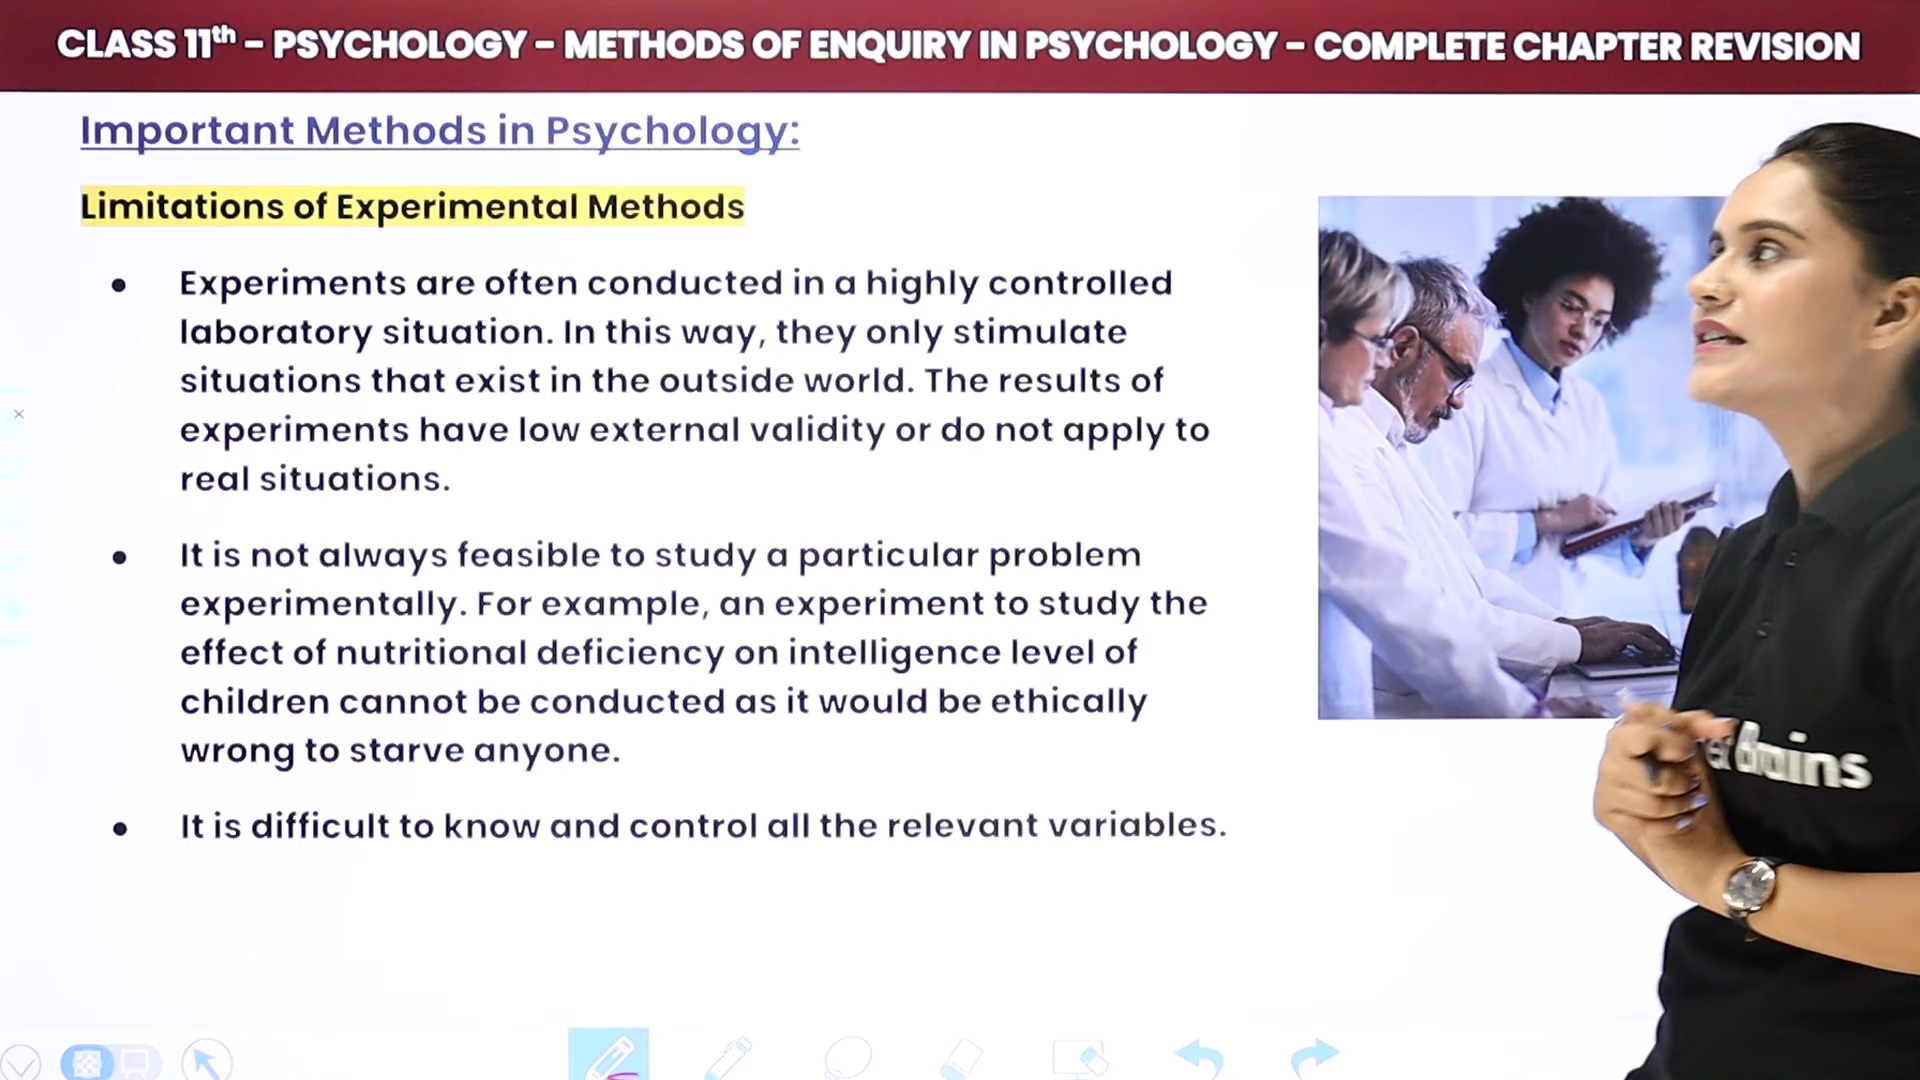 CLASS 11th – PSYCHOLOGY – METHODS OF ENQUIRY IN PSYCHOLOGY – COMPLETE CHAPTER REVISION
Important Methods in Psychology:
Limitations of Experimental Methods
● Experiments are often conducted in a highly controlled
laboratory situation. In this way, they only stimulate
situations that exist in the outside world. The results of
experiments have low external validity or do not apply to
real situations.
● It is not always feasible to study a particular problem
experimentally. For example, an experiment to study the
effect of nutritional deficiency on intelligence level of
children cannot be conducted as it would be ethically
wrong to starve anyone.
● It is difficult to know and control all the relevant variables.
Brains